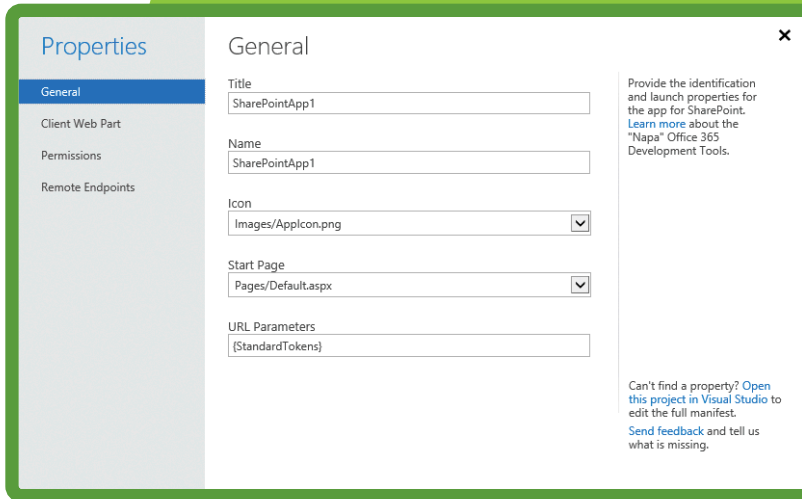 Properties
General
Client Web Part
Permissions
Remote Endpoints
General
Title
SharePointApp1
Name
SharePointApp1
Icon
Images/AppIcon.png
Start Page
Pages/Default.aspx
URL Parameters
{StandardTokens}
Provide the identification
and launch properties for
the app for SharePoint.
Learn more about the
"Napa" Office 365
Development Tools.
Can't find a property? Open
this project in Visual Studio to
edit the full manifest.
Send feedback and tell us
what is missing.